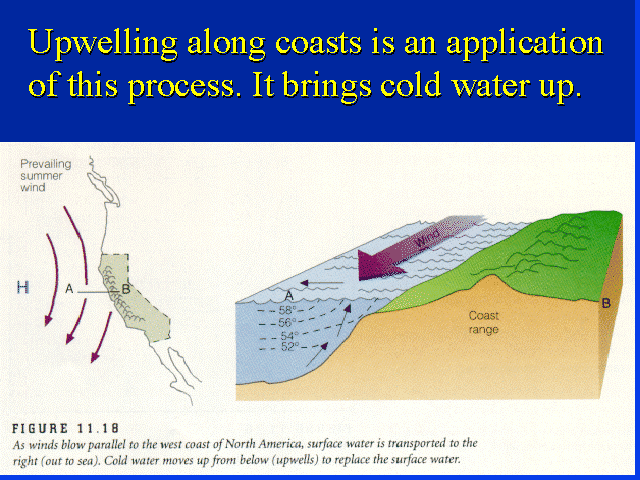 Upwelling along coasts is an application
of this process. It brings cold water up.
Prevailing
summer
wind
H
A
B
Wind
A
58°
56°
54°
52°
Coast
range
B
FIGURE 11.18
As winds blow parallel to the west coast of North America, surface water is transported to the
right (out to sea). Cold water moves up from below (upwells) to replace the surface water.